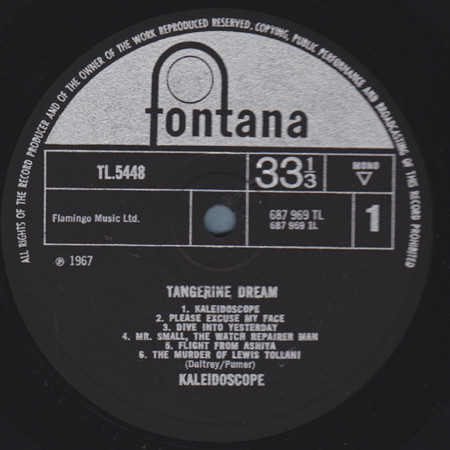 ALL RIGHTS OF THE RECORD PRODUCER AND OF THE OWNER OF THE WORK REPRODUCED RESERVED. COPYING, PUBLIC PERFORMANCE AND BROADCASTING OF THIS RECORD PROHIBITED
fontana
TL.5448
33⅓
MONO
Flamingo Music Ltd.
687 969 TL
687 969 1L
1
℗ 1967
TANGERINE DREAM
1. KALEIDOSCOPE
2. PLEASE EXCUSE MY FACE
3. DIVE INTO YESTERDAY
4. MR. SMALL, THE WATCH REPAIRER MAN
5. FLIGHT FROM ASHIYA
6. THE MURDER OF LEWIS TOLLANI
(Daltrey/Pumer)
KALEIDOSCOPE